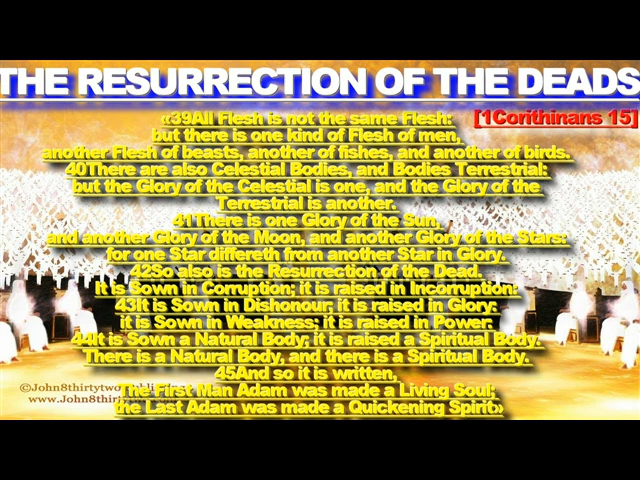 THE RESURRECTION OF THE DEADS
[1Corithinans 15]
«39All Flesh is not the same Flesh:
but there is one kind of Flesh of men,
another Flesh of beasts, another of fishes, and another of birds.
40There are also Celestial Bodies, and Bodies Terrestrial:
but the Glory of the Celestial is one, and the Glory of the
Terrestrial is another.
41There is one Glory of the Sun,
and another Glory of the Moon, and another Glory of the Stars:
for one Star differeth from another Star in Glory.
42So also is the Resurrection of the Dead.
It is Sown in Corruption; it is raised in Incorruption:
43It is Sown in Dishonour; it is raised in Glory:
it is Sown in Weakness; it is raised in Power:
44It is Sown a Natural Body; it is raised a Spiritual Body.
There is a Natural Body, and there is a Spiritual Body.
45And so it is written,
The First Man Adam was made a Living Soul;
the Last Adam was made a Quickening Spirit»
©John8thirtytwo
www.John8thi